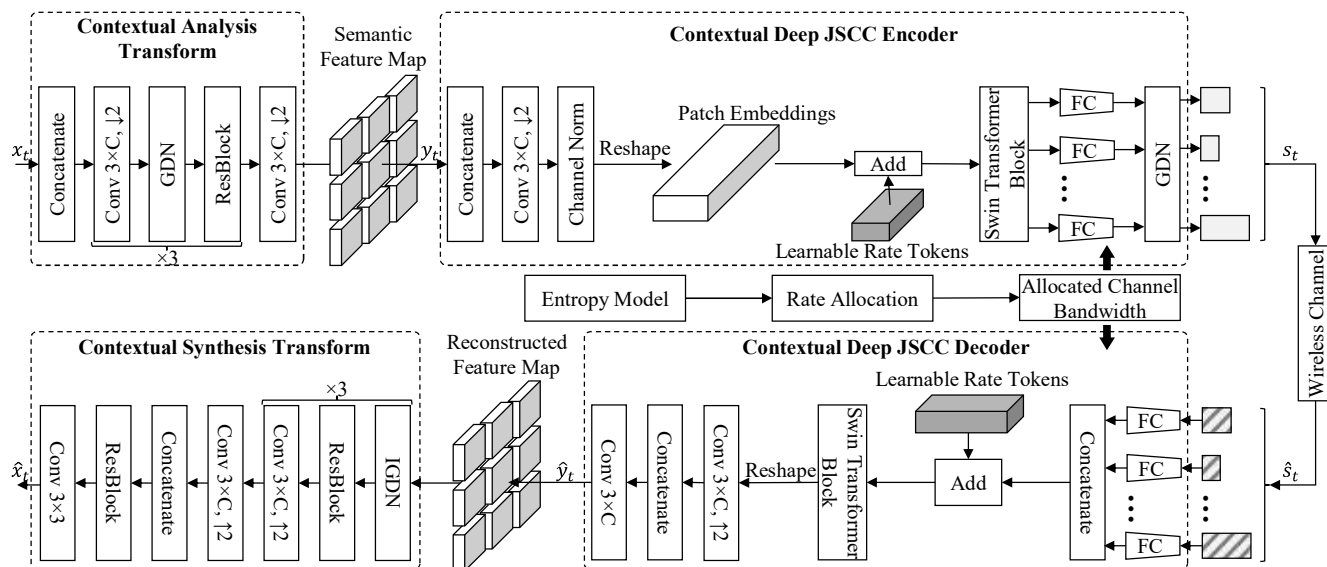 Contextual Analysis
Transform
x_t
Concatenate
Conv 3×C, ↓2
GDN
ResBlock
Conv 3×C, ↓2
×3
Semantic
Feature Map
y_t
Contextual Deep JSCC Encoder
Concatenate
Conv 3×C, ↓2
Channel Norm
Reshape
Patch Embeddings
Add
Learnable Rate Tokens
Swin Transformer
Block
FC
FC
FC
GDN
s_t
Wireless Channel
Entropy Model
Rate Allocation
Allocated Channel
Bandwidth
Contextual Deep JSCC Decoder
ŝ_t
FC
FC
FC
Concatenate
Learnable Rate Tokens
Add
Swin Transformer
Block
Reshape
Conv 3×C, ↑2
Concatenate
Conv 3×C
ŷ_t
Reconstructed
Feature Map
Contextual Synthesis Transform
×3
IGDN
ResBlock
Conv 3×C, ↑2
Conv 3×C, ↑2
Concatenate
ResBlock
Conv 3×3
x̂_t